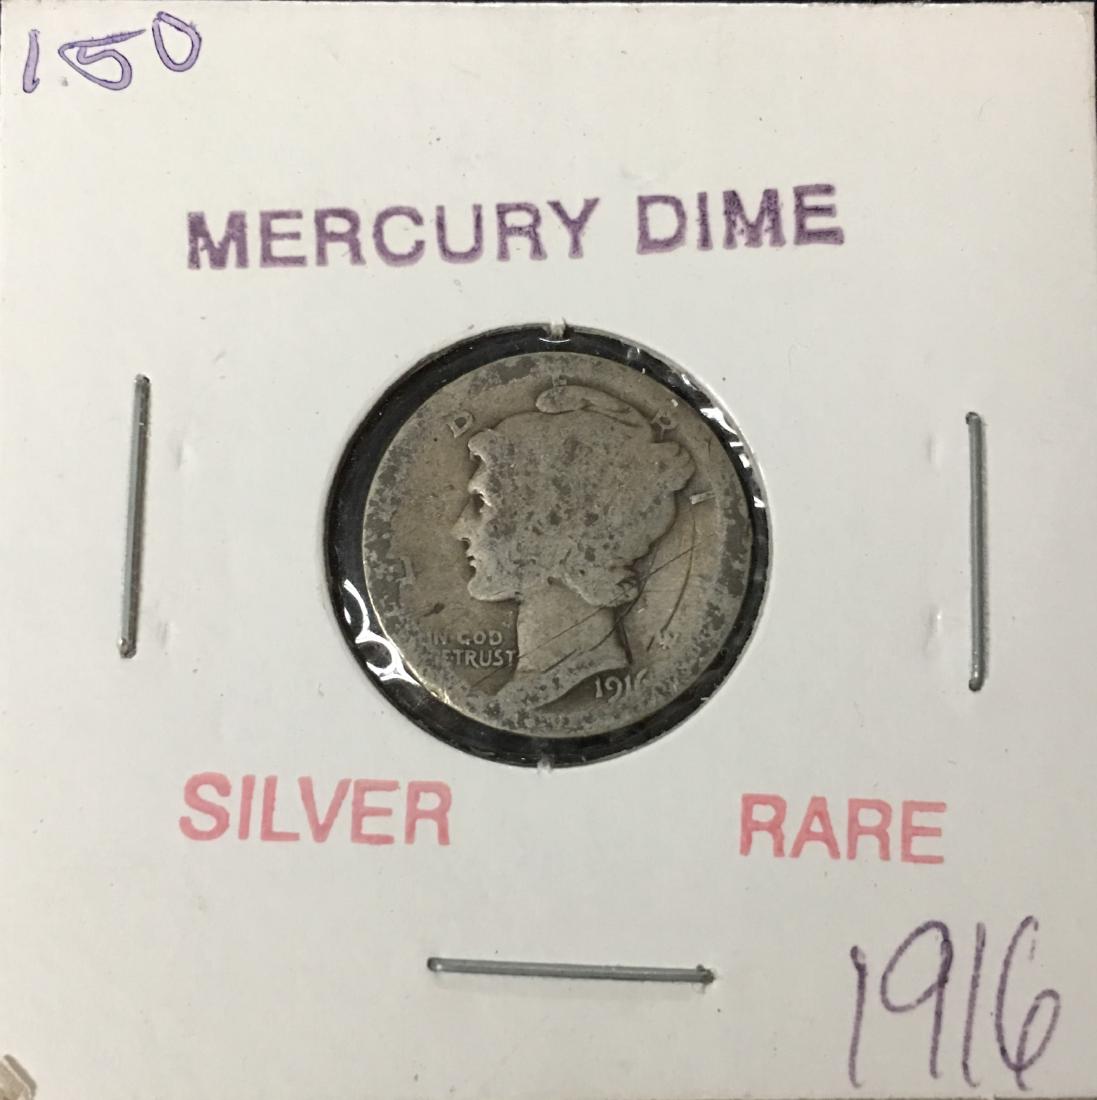 150
MERCURY DIME
E
D R
I
IN GOD
WE TRUST
1916
SILVER RARE
1916